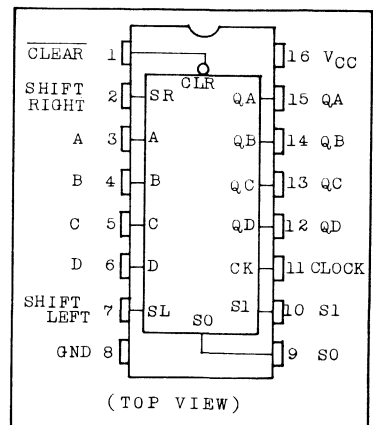 CLEAR 1 CLR 16 VCC
SHIFT RIGHT 2 SR QA 15 QA
A 3 A QB 14 QB
B 4 B QC 13 QC
C 5 C QD 12 QD
D 6 D CK 11 CLOCK
SHIFT LEFT 7 SL S1 10 S1
GND 8 S0 9 S0
(TOP VIEW)